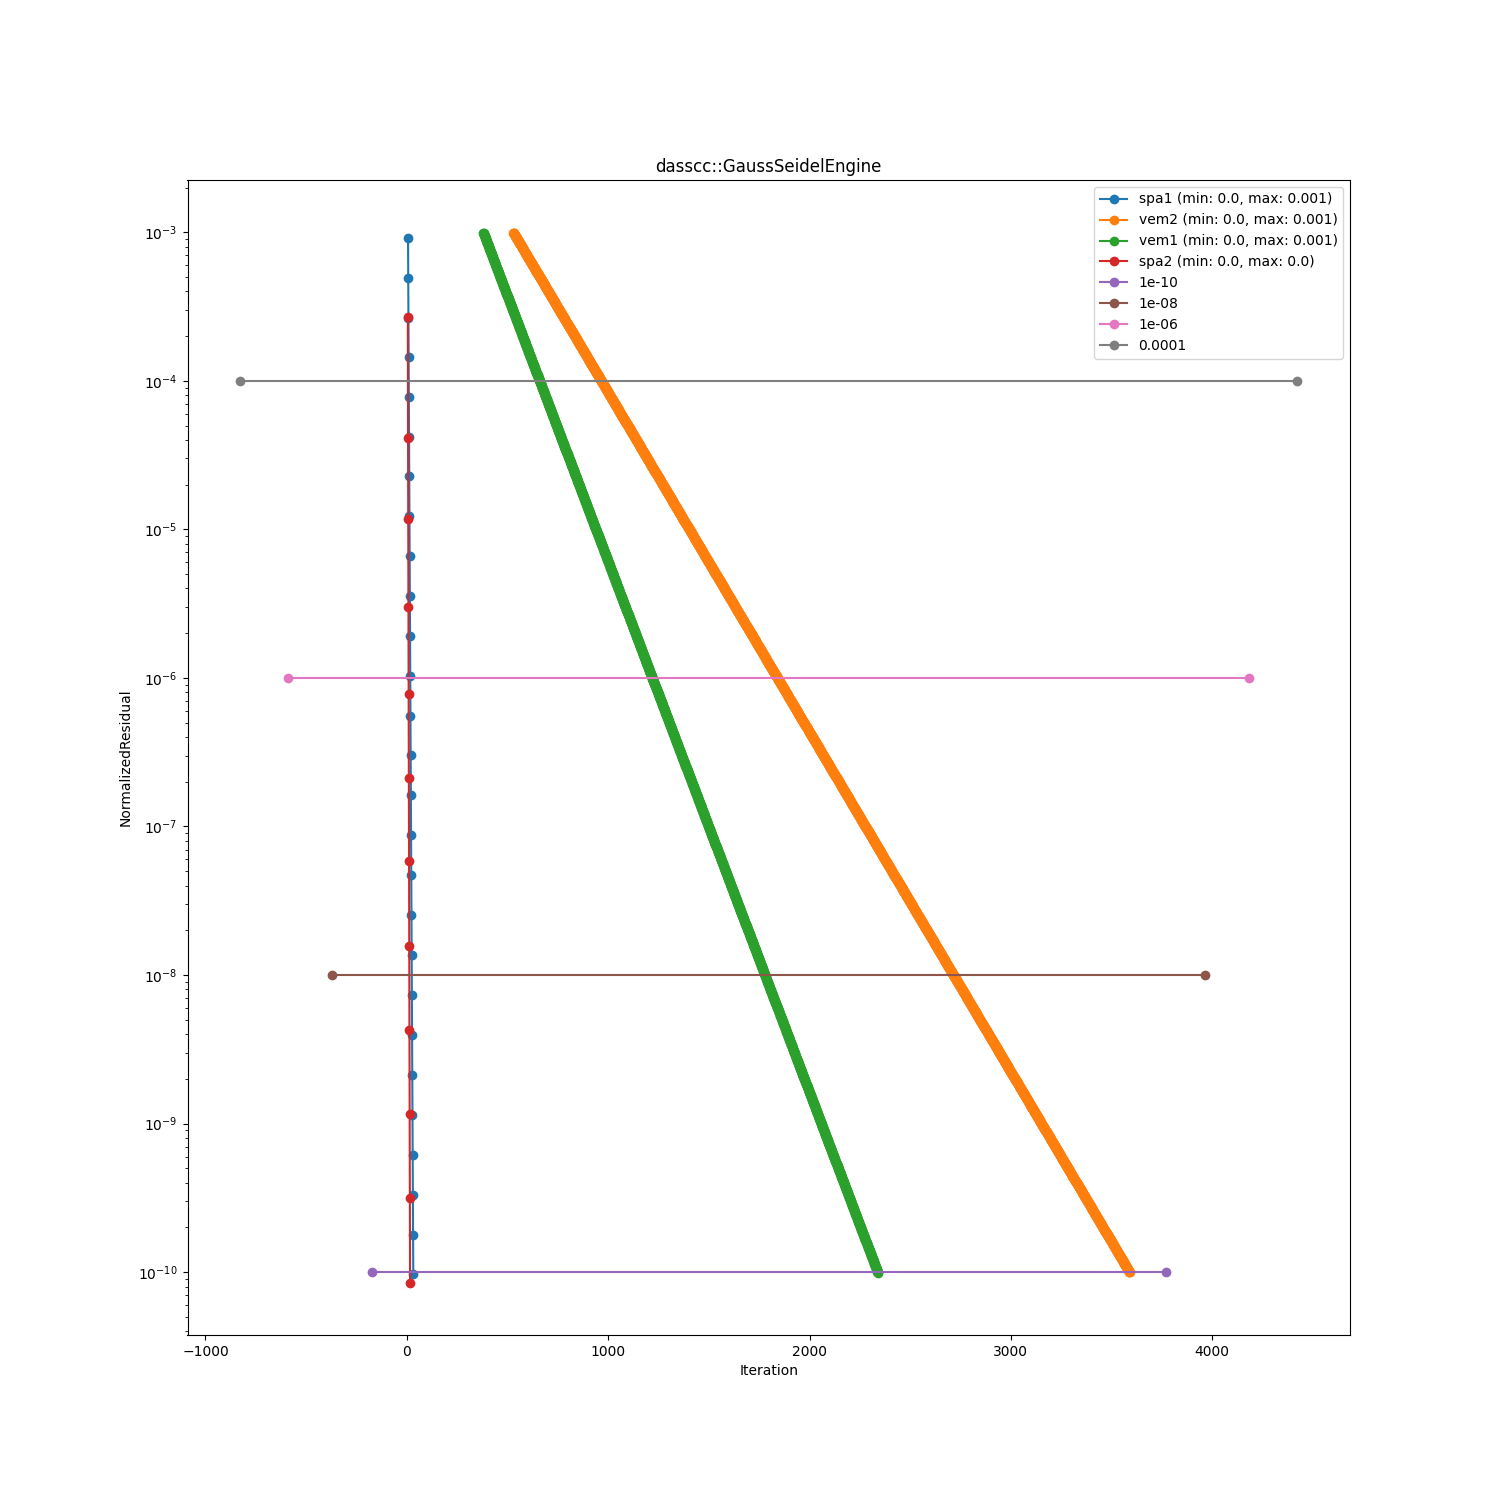 dasscc::GaussSeidelEngine
spa1 (min: 0.0, max: 0.001)
vem2 (min: 0.0, max: 0.001)
vem1 (min: 0.0, max: 0.001)
spa2 (min: 0.0, max: 0.0)
1e-10
1e-08
1e-06
0.0001
NormalizedResidual
10⁻³
10⁻⁴
10⁻⁵
10⁻⁶
10⁻⁷
10⁻⁸
10⁻⁹
10⁻¹⁰
−1000 0 1000 2000 3000 4000
Iteration